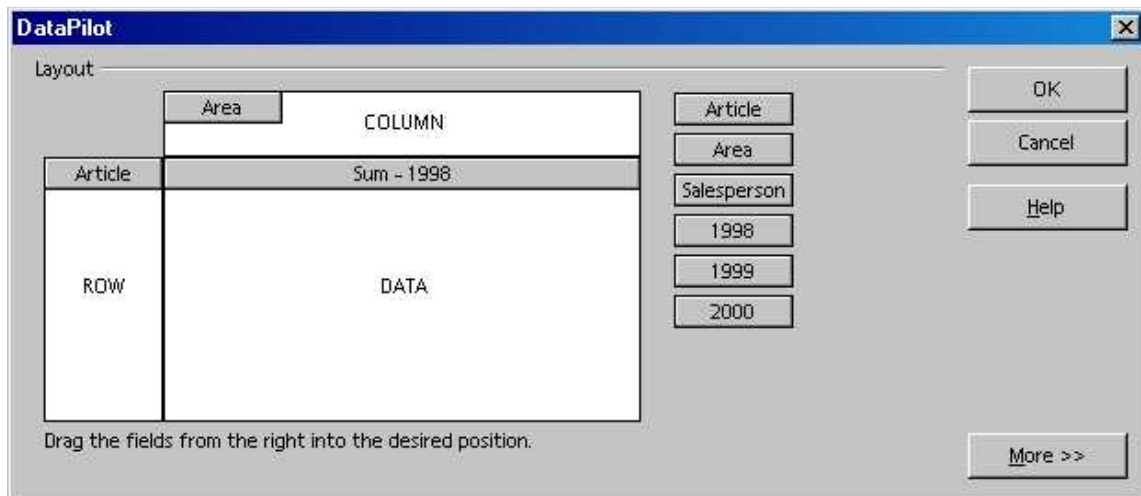 DataPilot
Layout
Area
COLUMN
Article
Sum - 1998
ROW
DATA
Article
Area
Salesperson
1998
1999
2000
OK
Cancel
Help
Drag the fields from the right into the desired position.
More >>